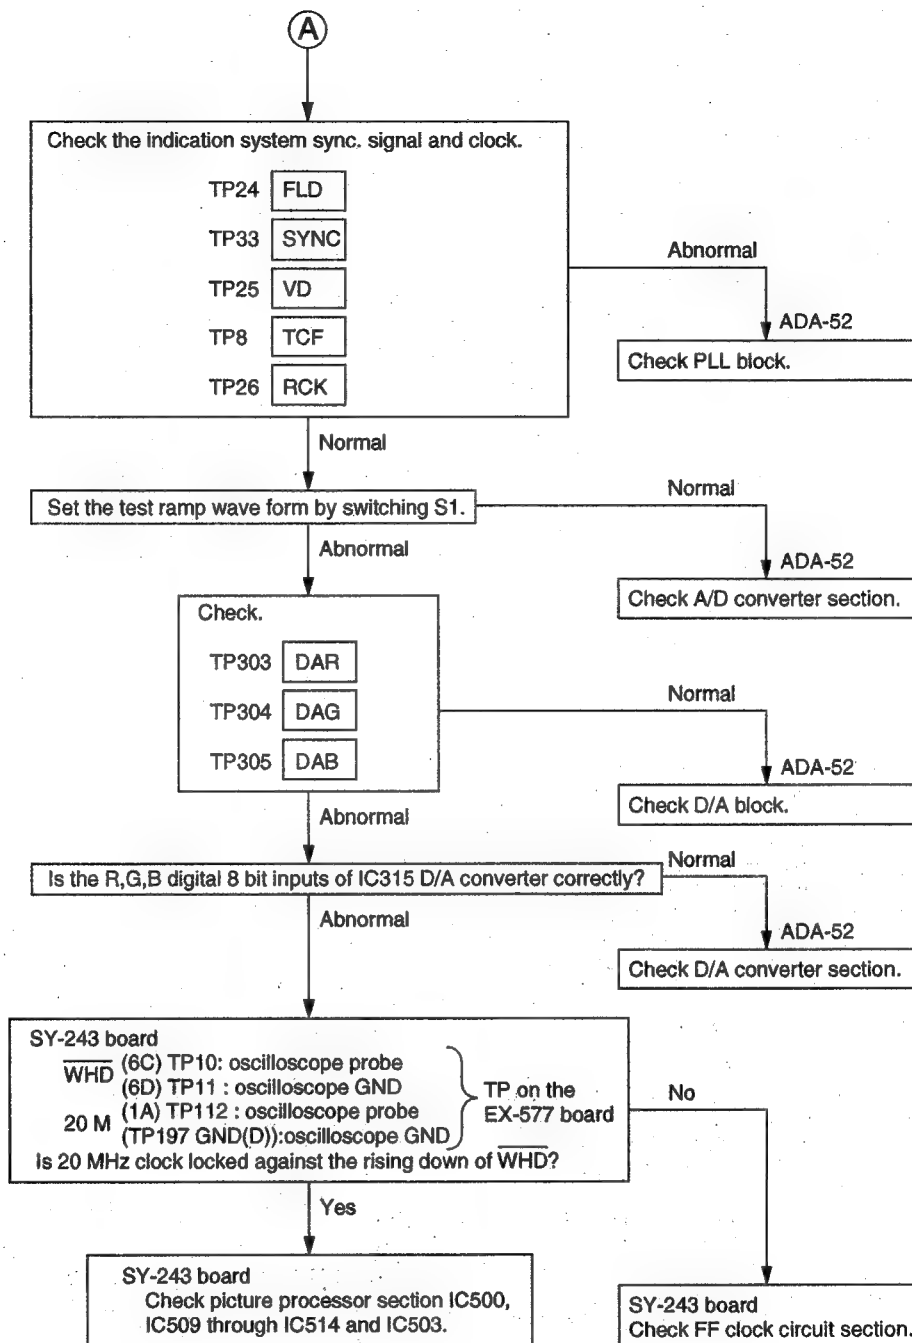 A
Check the indication system sync. signal and clock.
TP24 FLD
TP33 SYNC
TP25 VD
TP8 TCF
TP26 RCK
Abnormal
ADA-52
Check PLL block.
Normal
Set the test ramp wave form by switching S1.
Normal
ADA-52
Check A/D converter section.
Abnormal
Check.
TP303 DAR
TP304 DAG
TP305 DAB
Normal
ADA-52
Check D/A block.
Abnormal
Is the R,G,B digital 8 bit inputs of IC315 D/A converter correctly?
Normal
ADA-52
Check D/A converter section.
Abnormal
SY-243 board
WHD (6C) TP10: oscilloscope probe
(6D) TP11 : oscilloscope GND
20 M (1A) TP112 : oscilloscope probe
(TP197 GND(D)):oscilloscope GND
TP on the
EX-577 board
Is 20 MHz clock locked against the rising down of WHD?
No
Yes
SY-243 board
Check picture processor section IC500,
IC509 through IC514 and IC503.
SY-243 board
Check FF clock circuit section.